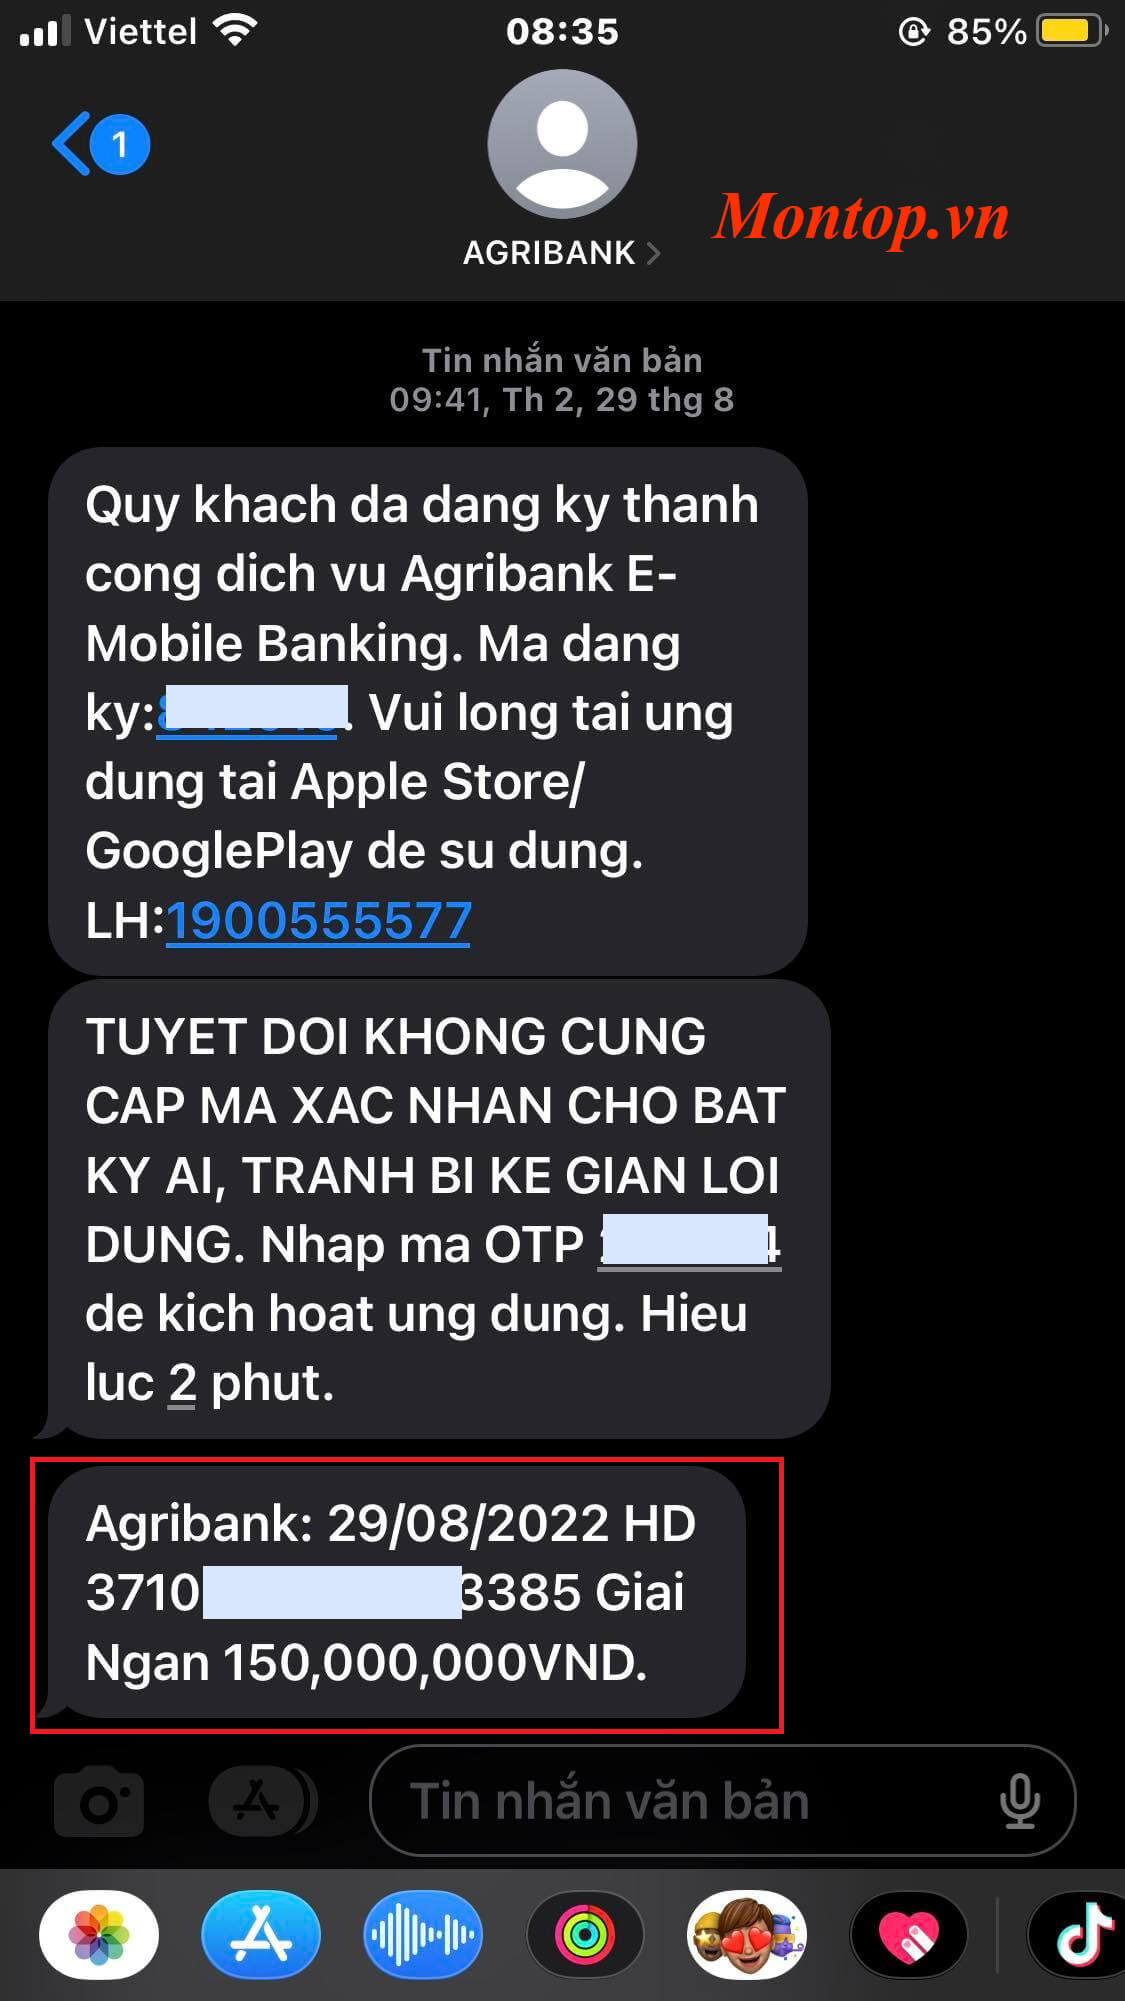 Viettel
08:35
85%
1
Montop.vn
AGRIBANK
Tin nhắn văn bản
09:41, Th 2, 29 thg 8
Quy khach da dang ky thanh
cong dich vu Agribank E-
Mobile Banking. Ma dang
ky: . Vui long tai ung
dung tai Apple Store/
GooglePlay de su dung.
LH:1900555577
TUYET DOI KHONG CUNG
CAP MA XAC NHAN CHO BAT
KY AI, TRANH BI KE GIAN LOI
DUNG. Nhap ma OTP
de kich hoat ung dung. Hieu
luc 2 phut.
Agribank: 29/08/2022 HD
3710 3385 Giai
Ngan 150,000,000VND.
Tin nhắn văn bản